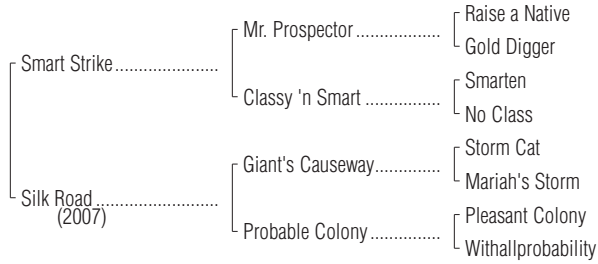 Raise a Native
Mr. Prospector
Gold Digger
Smart Strike
Smarten
Classy 'n Smart
No Class
Storm Cat
Giant's Causeway
Mariah's Storm
Silk Road
(2007)
Pleasant Colony
Probable Colony
Withallprobability